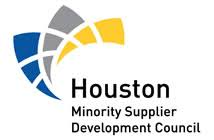 Houston
Minority Supplier
Development Council